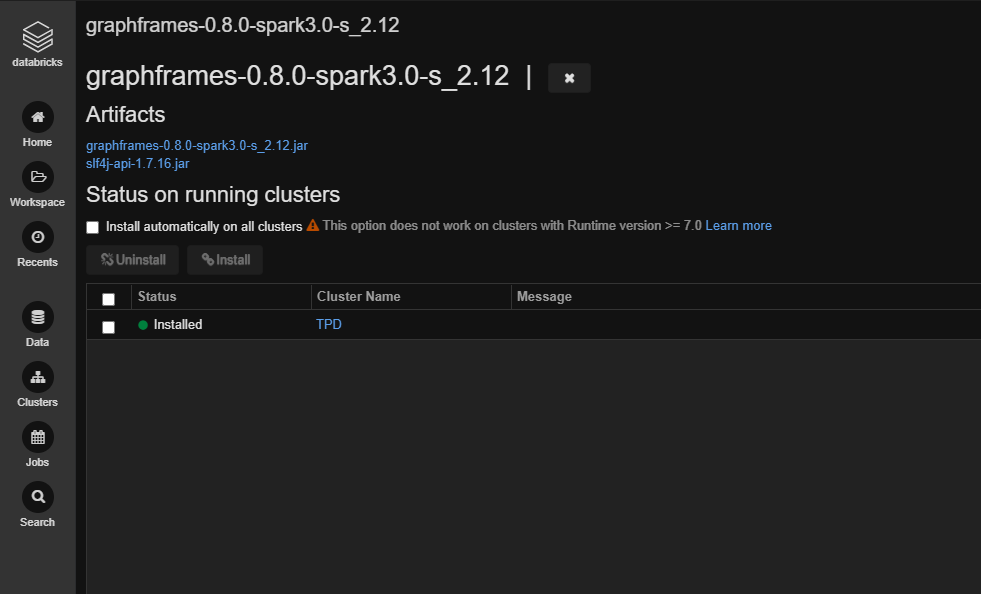 databricks
Home
Workspace
Recents
Data
Clusters
Jobs
Search
graphframes-0.8.0-spark3.0-s_2.12
graphframes-0.8.0-spark3.0-s_2.12 |
Artifacts
graphframes-0.8.0-spark3.0-s_2.12.jar
slf4j-api-1.7.16.jar
Status on running clusters
Install automatically on all clusters This option does not work on clusters with Runtime version >= 7.0 Learn more
Uninstall Install
Status Cluster Name Message
Installed TPD